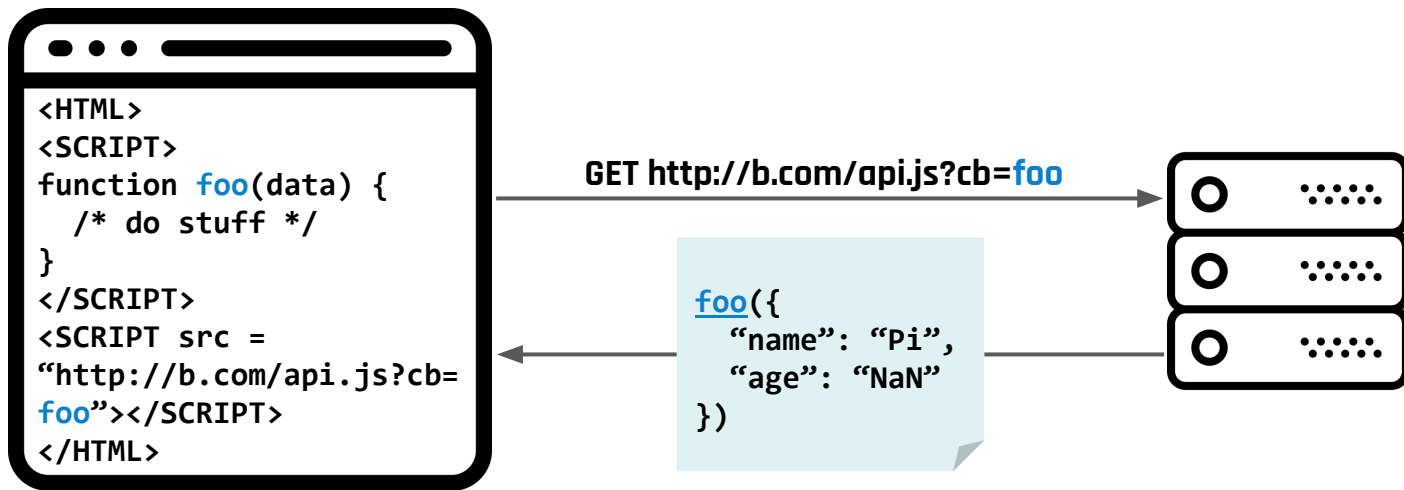 <HTML>
<SCRIPT>
function foo(data) {
  /* do stuff */
}
</SCRIPT>
<SCRIPT src =
“http://b.com/api.js?cb=
foo”></SCRIPT>
</HTML>
GET http://b.com/api.js?cb=foo
foo({
  “name”: “Pi”,
  “age”: “NaN”
})